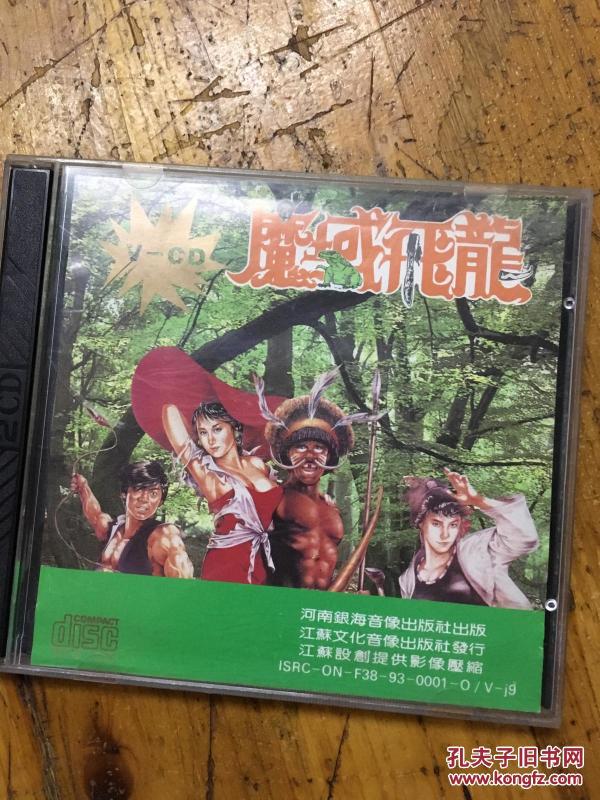 V-CD
魔域飛龍
2CD
COMPACT
disc
河南銀海音像出版社出版
江蘇文化音像出版社發行
江蘇設創提供影像壓縮
ISRC-ON-F38-93-0001-0/V·j9
孔夫子旧书网
www.kongfz.com